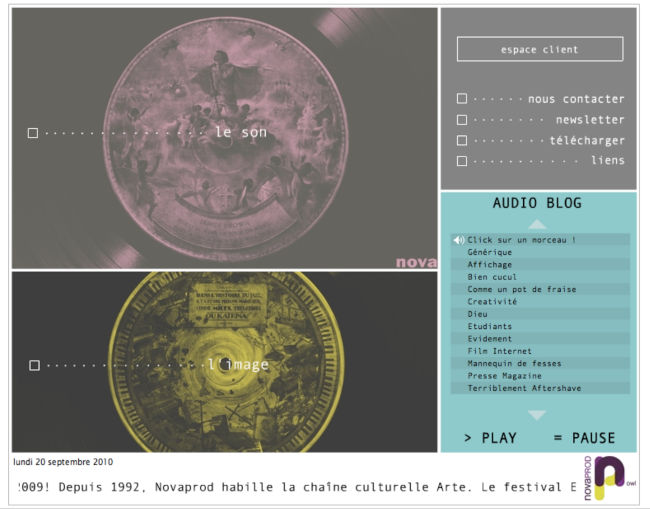 le son
nova
l'image
espace client
nous contacter
newsletter
télécharger
liens
AUDIO BLOG
Click sur un morceau !
Générique
Affichage
Bien cucul
Comme un pot de fraise
Creativité
Dieu
Etudiants
Evidement
Film Internet
Mannequin de fesses
Presse Magazine
Terriblement Aftershave
> PLAY = PAUSE
lundi 20 septembre 2010
009! Depuis 1992, Novaprod habille la chaîne culturelle Arte. Le festival E
novaPROD
owl